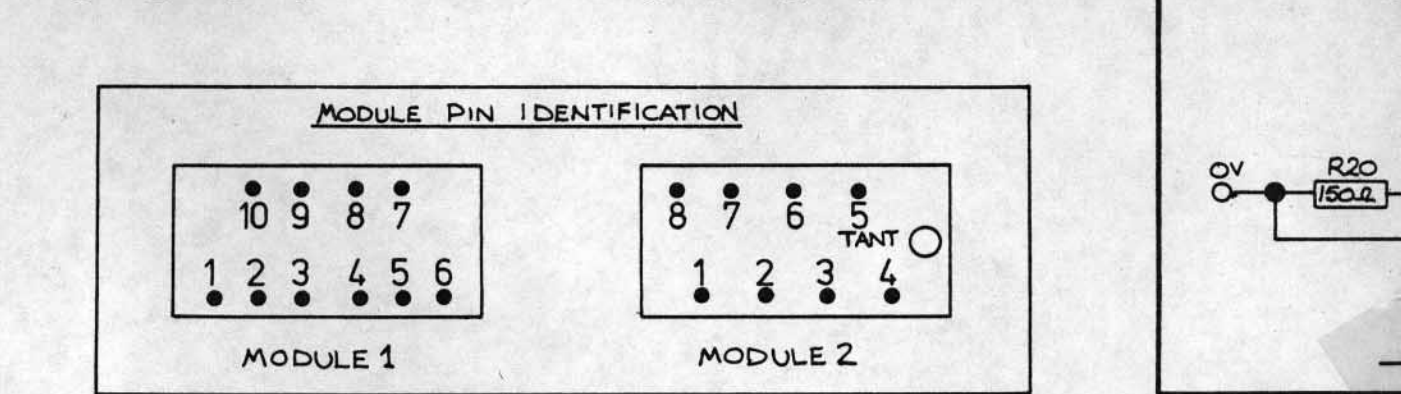 MODULE PIN IDENTIFICATION
10 9 8 7
1 2 3 4 5 6
MODULE 1
8 7 6 5
TANT
1 2 3 4
MODULE 2
0V
R20
150Ω